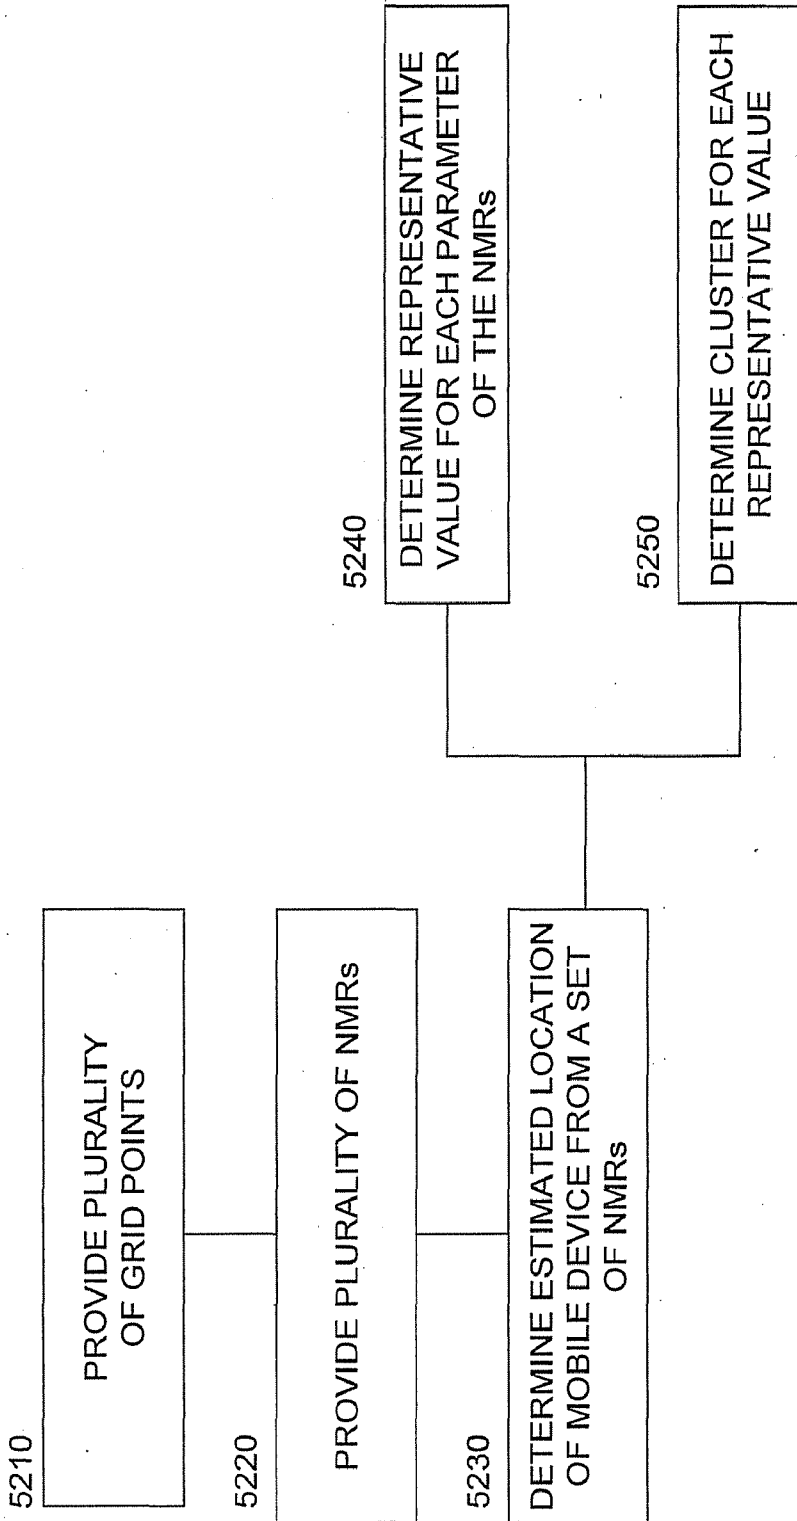 5210
PROVIDE PLURALITY
OF GRID POINTS
5220
PROVIDE PLURALITY OF NMRs
5230
DETERMINE ESTIMATED LOCATION
OF MOBILE DEVICE FROM A SET
OF NMRs
5240
DETERMINE REPRESENTATIVE
VALUE FOR EACH PARAMETER
OF THE NMRs
5250
DETERMINE CLUSTER FOR EACH
REPRESENTATIVE VALUE